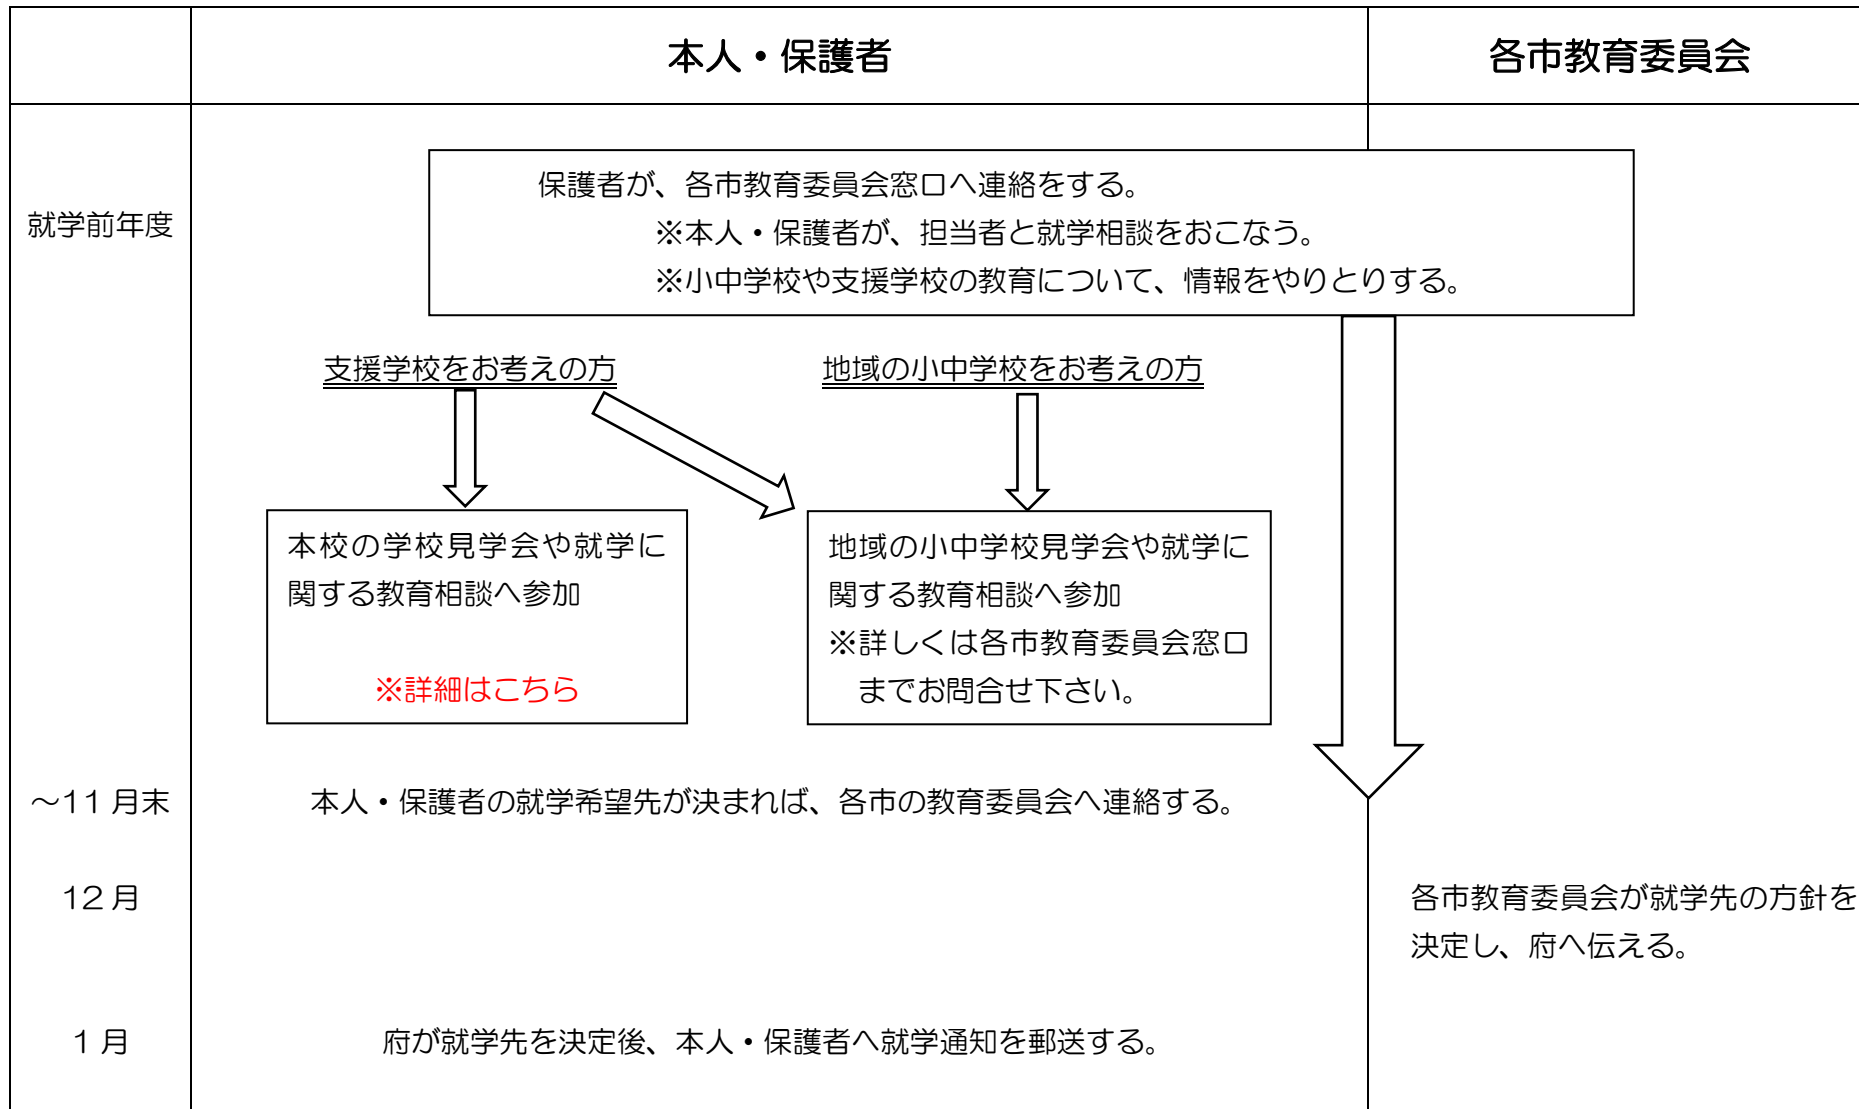 本人・保護者
各市教育委員会
就学前年度
保護者が、各市教育委員会窓口へ連絡をする。
※本人・保護者が、担当者と就学相談をおこなう。
※小中学校や支援学校の教育について、情報をやりとりする。
支援学校をお考えの方
地域の小中学校をお考えの方
本校の学校見学会や就学に
関する教育相談へ参加
※詳細はこちら
地域の小中学校見学会や就学に
関する教育相談へ参加
※詳しくは各市教育委員会窓口
までお問合せ下さい。
～11月末
本人・保護者の就学希望先が決まれば、各市の教育委員会へ連絡する。
12月
各市教育委員会が就学先の方針を
決定し、府へ伝える。
1月
府が就学先を決定後、本人・保護者へ就学通知を郵送する。